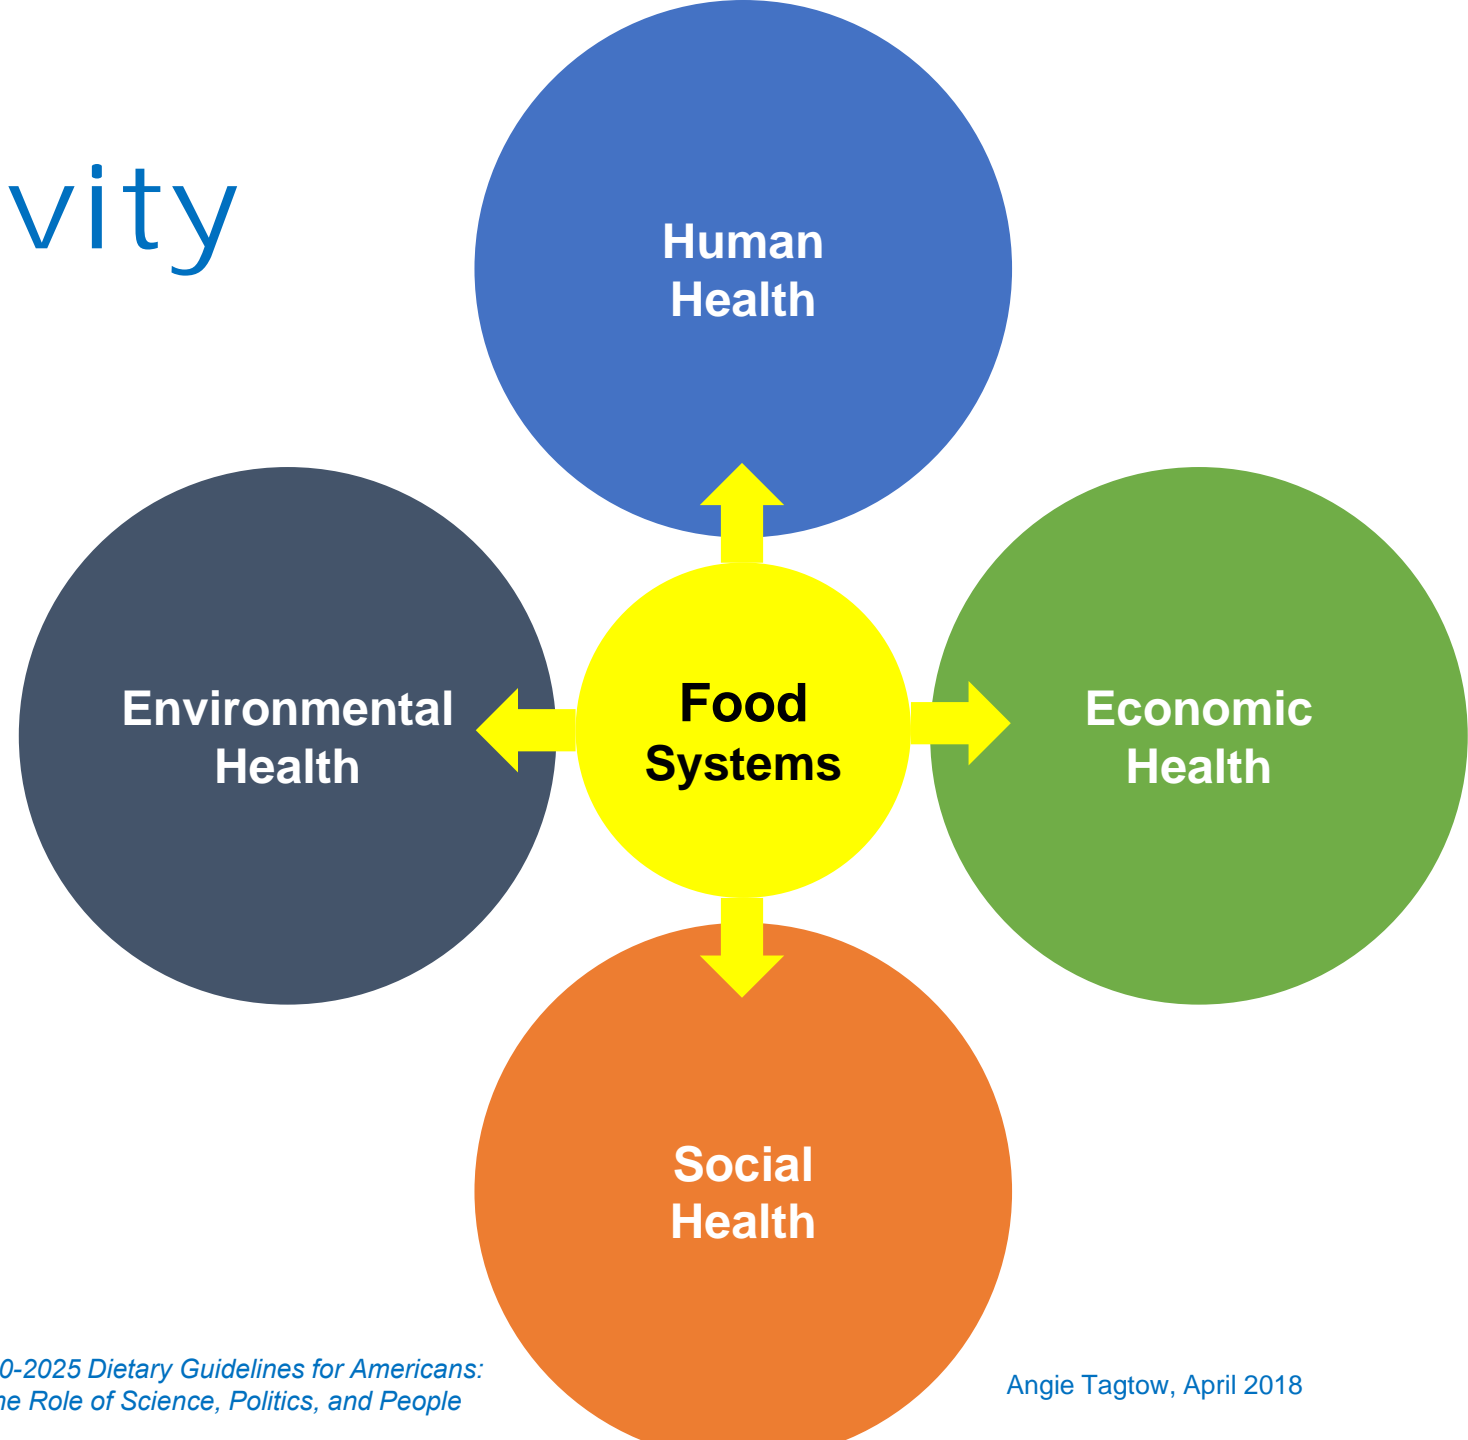 vity
Human
Health
Environmental
Health
Food
Systems
Economic
Health
Social
Health
0-2025 Dietary Guidelines for Americans:
he Role of Science, Politics, and People
Angie Tagtow, April 2018